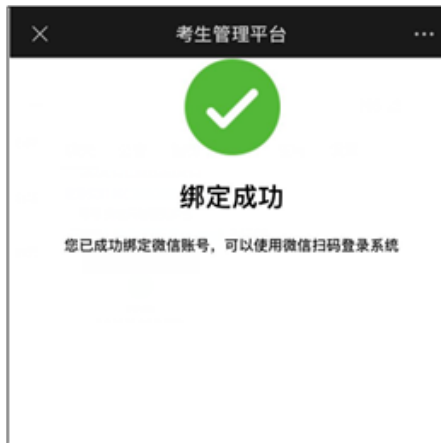 考生管理平台
绑定成功
您已成功绑定微信账号，可以使用微信扫码登录系统